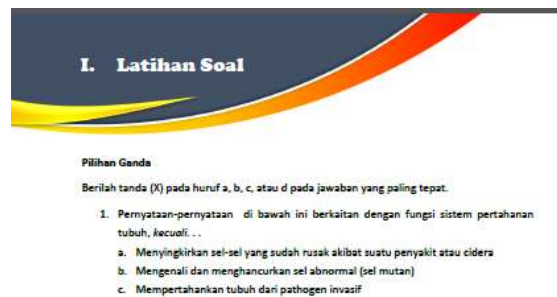 I. Latihan Soal
Pilihan Ganda
Berilah tanda (X) pada huruf a, b, c, atau d pada jawaban yang paling tepat.
1. Pernyataan-pernyataan di bawah ini berkaitan dengan fungsi sistem pertahanan
tubuh, kecuali. . .
a. Menyingkirkan sel-sel yang sudah rusak akibat suatu penyakit atau cidera
b. Mengenali dan menghancurkan sel abnormal (sel mutan)
c. Mempertahankan tubuh dari pathogen invasif